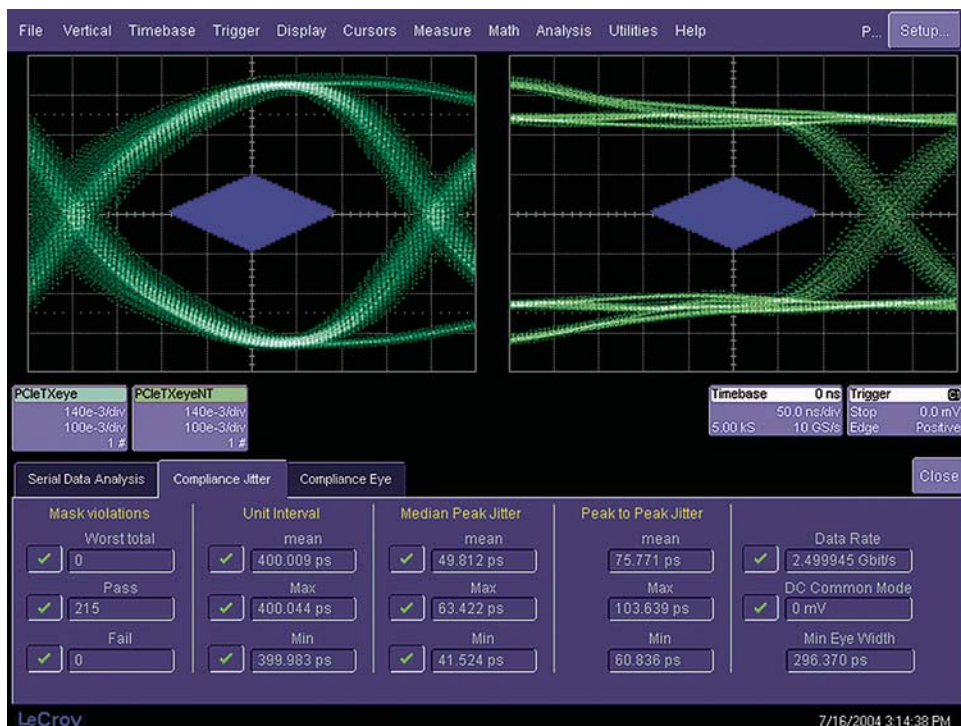 File Vertical Timebase Trigger Display Cursors Measure Math Analysis Utilities Help P... Setup...
PCIeTXeye PCIeTXeyeNT Timebase 0 ns Trigger C1
140e-3/div 140e-3/div 50.0 ns/div Stop 0.0 mV
100e-3/div 100e-3/div 5.00 kS 10 GS/s Edge Positive
1 # 1 #
Serial Data Analysis Compliance Jitter Compliance Eye Close
Mask violations Unit Interval Median Peak Jitter Peak to Peak Jitter
Worst total mean mean mean Data Rate
0 400.009 ps 49.812 ps 75.771 ps 2.499945 Gbit/s
Pass Max Max Max DC Common Mode
215 400.044 ps 63.422 ps 103.639 ps 0 mV
Fail Min Min Min Min Eye Width
0 399.983 ps 41.524 ps 60.836 ps 296.370 ps
LeCroy 7/16/2004 3:14:38 PM